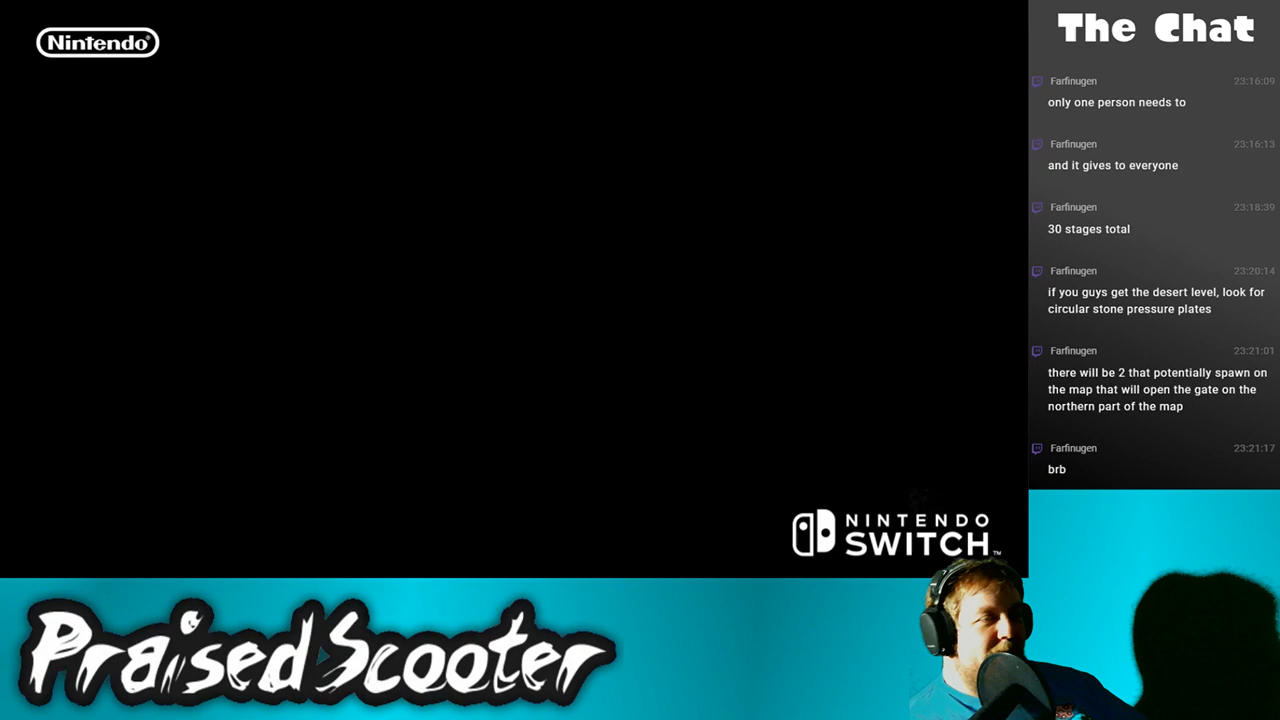 Nintendo®
The Chat
Farfinugen 23:16:09
only one person needs to
Farfinugen 23:16:13
and it gives to everyone
Farfinugen 23:18:39
30 stages total
Farfinugen 23:20:14
if you guys get the desert level, look for
circular stone pressure plates
Farfinugen 23:21:01
there will be 2 that potentially spawn on
the map that will open the gate on the
northern part of the map
Farfinugen 23:21:17
brb
NINTENDO
SWITCH™
PraisedScooter